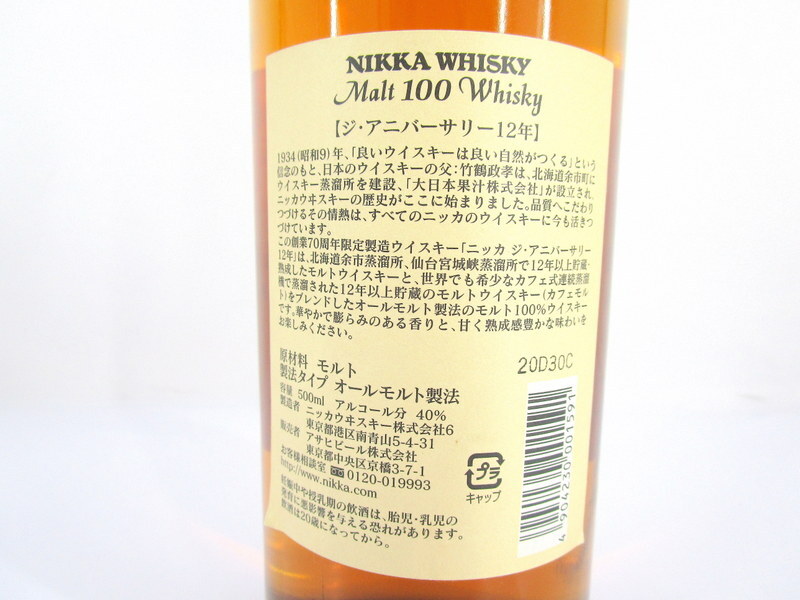 NIKKA WHISKY
Malt 100 Whisky
【ジ・アニバーサリー12年】
1934(昭和9)年、「良いウイスキーは良い自然がつくる」という
信念のもと、日本のウイスキーの父:竹鶴政孝は、北海道余市町に
ウイスキー蒸溜所を建設、「大日本果汁株式会社」が設立され、
ニッカウヰスキーの歴史がここに始まりました。品質へこだわり
つづけるその情熱は、すべてのニッカのウイスキーに今も活きつ
づけています。
この創業70周年限定製造ウイスキー「ニッカ ジ・アニバーサリー
12年」は、北海道余市蒸溜所、仙台宮城峡蒸溜所で12年以上貯蔵・
熟成したモルトウイスキーと、世界でも希少なカフェ式連続蒸溜
機で蒸溜された12年以上貯蔵のモルトウイスキー(カフェモル
ト)をブレンドしたオールモルト製法のモルト100%ウイスキー
です。華やかで膨らみのある香りと、甘く熟成感豊かな味わいを
お楽しみください。
20D30C
原材料 モルト
製法タイプ オールモルト製法
容量 500ml アルコール分 40%
製造者 ニッカウヰスキー株式会社6
東京都港区南青山5-4-31
販売者 アサヒビール株式会社
東京都中央区京橋3-7-1
お客様相談室 0120-019993
http://www.nikka.com
妊娠中や授乳期の飲酒は、胎児・乳児の
発育に悪影響を与える恐れがあります。
飲酒は20歳になってから。
プラ
キャップ
4 904230 001591